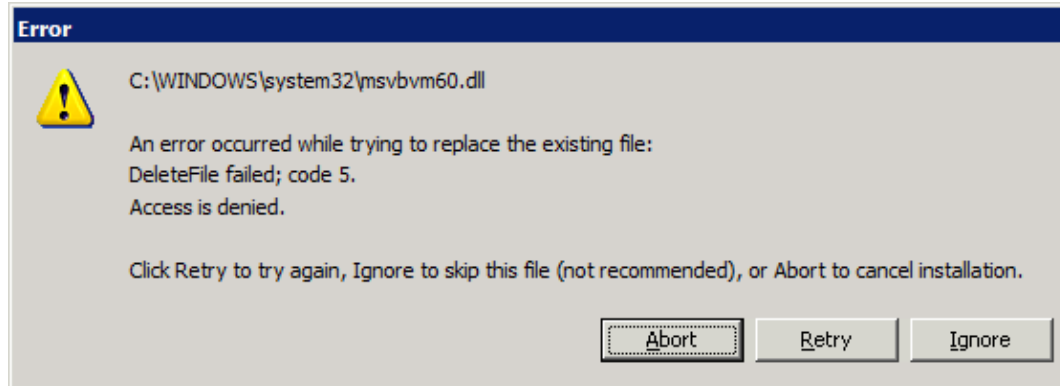 Error
C:\WINDOWS\system32\msvbvm60.dll
An error occurred while trying to replace the existing file:
DeleteFile failed; code 5.
Access is denied.
Click Retry to try again, Ignore to skip this file (not recommended), or Abort to cancel installation.
Abort Retry Ignore